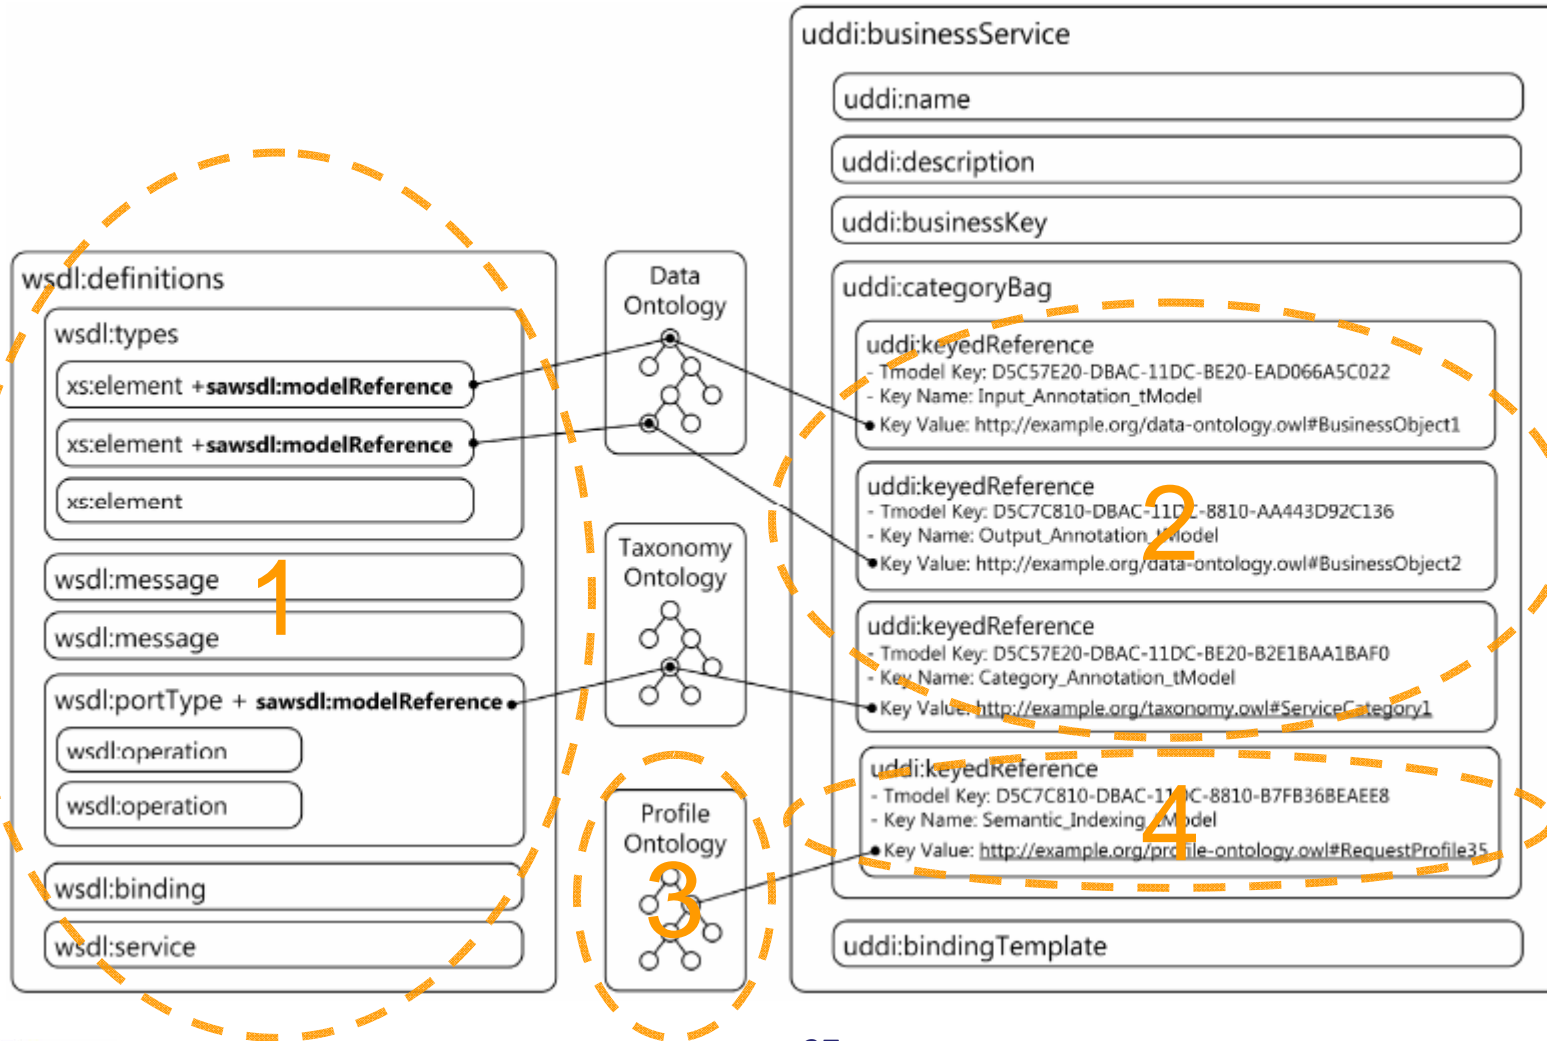 wsdl:definitions
wsdl:types
xs:element +sawsdl:modelReference
xs:element +sawsdl:modelReference
xs:element
wsdl:message
wsdl:message
1
wsdl:portType + sawsdl:modelReference
wsdl:operation
wsdl:operation
wsdl:binding
wsdl:service
Data
Ontology
Taxonomy
Ontology
Profile
Ontology
3
uddi:businessService
uddi:name
uddi:description
uddi:businessKey
uddi:categoryBag
uddi:keyedReference
- Tmodel Key: D5C57E20-DBAC-11DC-BE20-EAD066A5C022
- Key Name: Input_Annotation_tModel
Key Value: http://example.org/data-ontology.owl#BusinessObject1
uddi:keyedReference
- Tmodel Key: D5C7C810-DBAC-11DC-8810-AA443D92C136
- Key Name: Output_Annotation_tModel
Key Value: http://example.org/data-ontology.owl#BusinessObject2
2
uddi:keyedReference
- Tmodel Key: D5C57E20-DBAC-11DC-BE20-B2E1BAA1BAF0
- Key Name: Category_Annotation_tModel
Key Value: http://example.org/taxonomy.owl#ServiceCategory1
uddi:keyedReference
- Tmodel Key: D5C7C810-DBAC-11DC-8810-B7FB36BEAEE8
- Key Name: Semantic_Indexing_tModel
Key Value: http://example.org/profile-ontology.owl#RequestProfile35
4
uddi:bindingTemplate